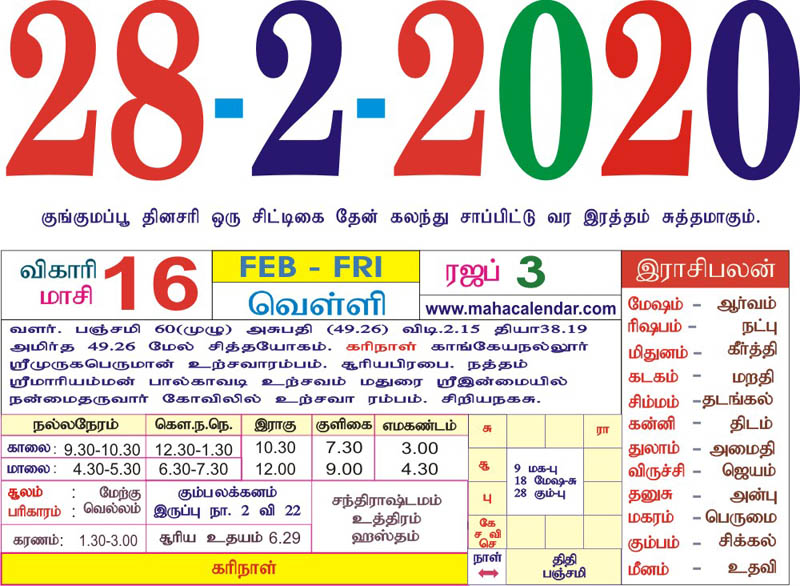 28-2-2020
குங்குமப்பூ தினசரி ஒரு சிட்டிகை தேன் கலந்து சாப்பிட்டு வர இரத்தம் சுத்தமாகும்.
விகாரி மாசி 16
FEB - FRI
வெள்ளி
ரஜப் 3
www.mahacalendar.com
வளர். பஞ்சமி 60(முழு) அசுபதி (49.26) விடி.2.15 தியா38.19
அமிர்த 49.26 மேல் சித்தயோகம். கரிநாள் காங்கேயநல்லூர்
ஸ்ரீமுருகபெருமான் உற்சவாரம்பம். சூரியபிரபை. நத்தம்
ஸ்ரீமாரியம்மன் பால்காவடி உற்சவம் மதுரை ஸ்ரீஇன்மையில்
நன்மைதருவார் கோவிலில் உற்சவா ரம்பம். சிறியநகசு.
இராசிபலன்
மேஷம் - ஆர்வம்
ரிஷபம் - நட்பு
மிதுனம் - கீர்த்தி
கடகம் - மறதி
சிம்மம் -தடங்கல்
கன்னி - திடம்
துலாம் - அமைதி
விருச்சி - ஜெயம்
தனுசு - அன்பு
மகரம் - பெருமை
கும்பம் - சிக்கல்
மீனம் - உதவி
நல்லநேரம் கௌ.ந.நெ. இராகு குளிகை எமகண்டம்
காலை: 9.30-10.30 12.30-1.30 10.30 7.30 3.00
மாலை: 4.30-5.30 6.30-7.30 12.00 9.00 4.30
சூலம் : மேற்கு
பரிகாரம் : வெல்லம்
கும்பலக்கனம்
இருப்பு நா. 2 வி 22
சந்திராஷ்டமம்
உத்திரம்
ஹஸ்தம்
கரணம்: 1.30-3.00 சூரிய உதயம் 6.29
கரிநாள்
சு ரா
சூ
பு
9 மக-பு
18 மேஷ-சு
28 கும்-பு
கே
ச வி
செ
நாள் ↔
திதி
பஞ்சமி